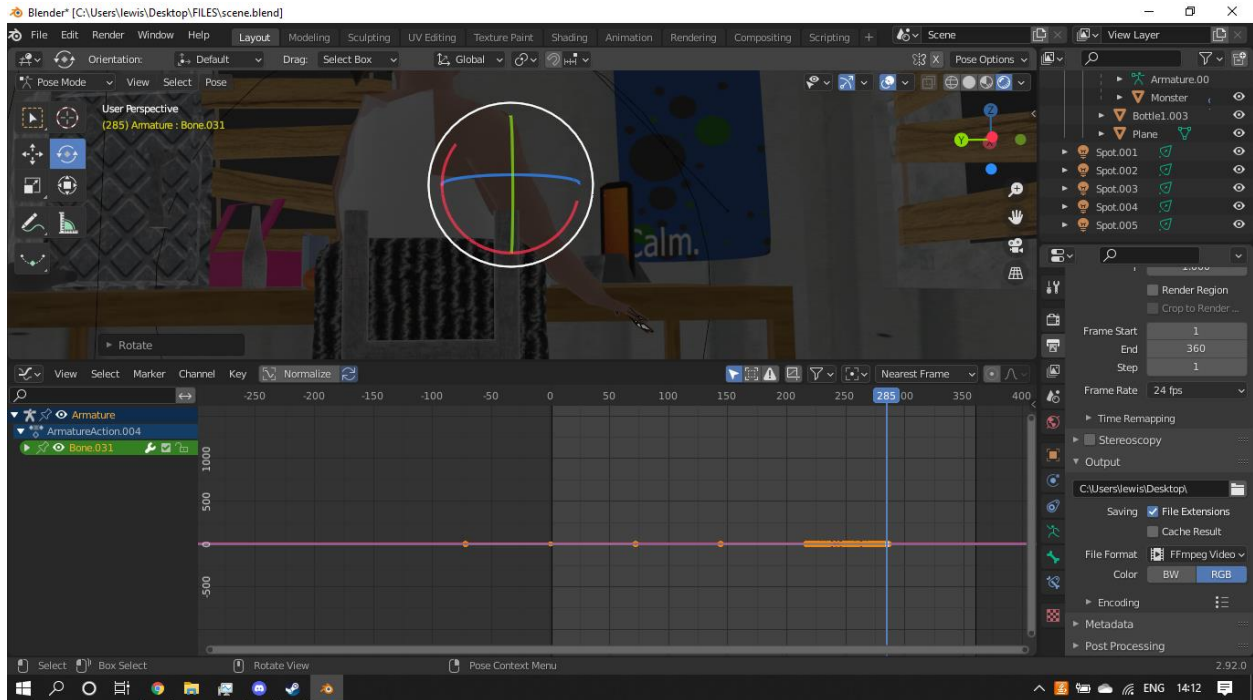 Blender* [C:\Users\lewis\Desktop\FILES\scene.blend]
File Edit Render Window Help Layout Modeling Sculpting UV Editing Texture Paint Shading Animation Rendering Compositing Scripting + Scene View Layer
Orientation: Default Drag: Select Box Global Pose Options
Pose Mode View Select Pose
User Perspective
(285) Armature : Bone.031
Z
Y
Calm.
Rotate
Armature.00
Monster
Bottle1.003
Plane
Spot.001
Spot.002
Spot.003
Spot.004
Spot.005
Render Region
Crop to Render ...
Frame Start 1
End 360
Step 1
Frame Rate 24 fps
Time Remapping
Stereoscopy
Output
C:\Users\lewis\Desktop\
Saving File Extensions
Cache Result
File Format FFmpeg Video
Color BW RGB
Encoding
Metadata
Post Processing
View Select Marker Channel Key Normalize Nearest Frame
-250 -200 -150 -100 -50 0 50 100 150 200 250 285 00 350 400
Armature
ArmatureAction.004
Bone.031
1000
500
0
-500
Select Box Select Rotate View Pose Context Menu 2.92.0
ENG 14:12